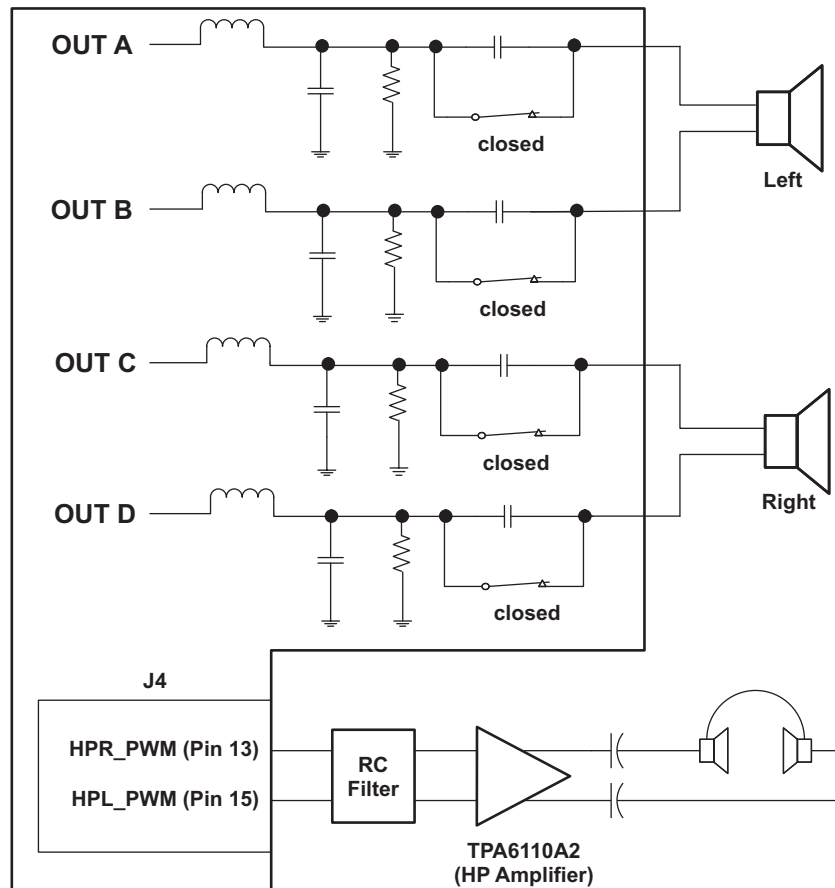 OUT A
closed
Left
OUT B
closed
OUT C
closed
Right
OUT D
closed
J4
HPR_PWM (Pin 13)
HPL_PWM (Pin 15)
RC
Filter
TPA6110A2
(HP Amplifier)